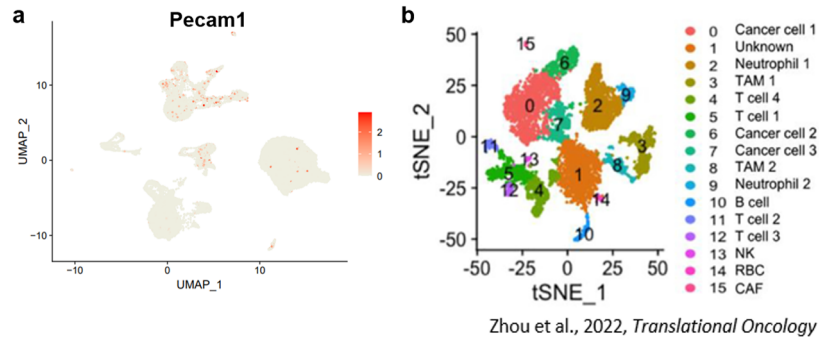 a
Pecam1
10
0
−10
UMAP_2
−10
0
10
UMAP_1
2
1
0
b
50
25
0
-25
-50
tSNE_2
-50
-25
0
25
50
tSNE_1
15
6
0
2
9
7
3
11
13
8
5
1
12
4
14
10
0 Cancer cell 1
1 Unknown
2 Neutrophil 1
3 TAM 1
4 T cell 4
5 T cell 1
6 Cancer cell 2
7 Cancer cell 3
8 TAM 2
9 Neutrophil 2
10 B cell
11 T cell 2
12 T cell 3
13 NK
14 RBC
15 CAF
Zhou et al., 2022, Translational Oncology